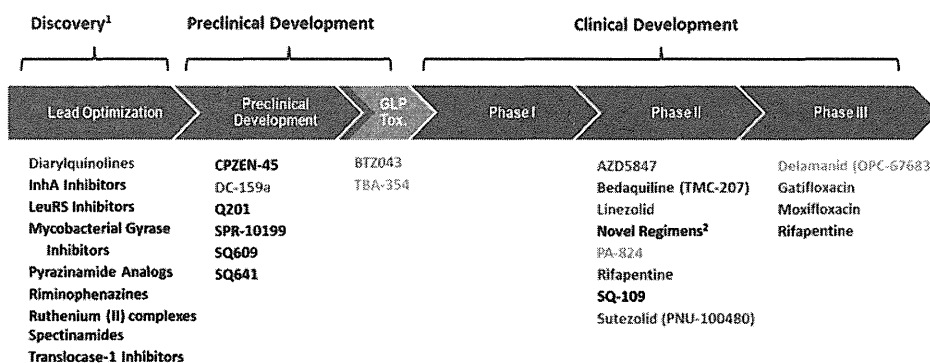 Discovery¹
Preclinical Development
Clinical Development
Lead Optimization
Preclinical
Development
GLP
Tox.
Phase I
Phase II
Phase III
Diarylquinolines
InhA Inhibitors
LeuRS Inhibitors
Mycobacterial Gyrase
Inhibitors
Pyrazinamide Analogs
Riminophenazines
Ruthenium (II) complexes
Spectinamides
Translocase-1 Inhibitors
CPZEN-45
DC-159a
Q201
SPR-10199
SQ609
SQ641
BTZ043
TBA-354
AZD5847
Bedaquiline (TMC-207)
Linezolid
Novel Regimens²
PA-824
Rifapentine
SQ-109
Sutezolid (PNU-100480)
Delamanid (OPC-67683
Gatifloxacin
Moxifloxacin
Rifapentine